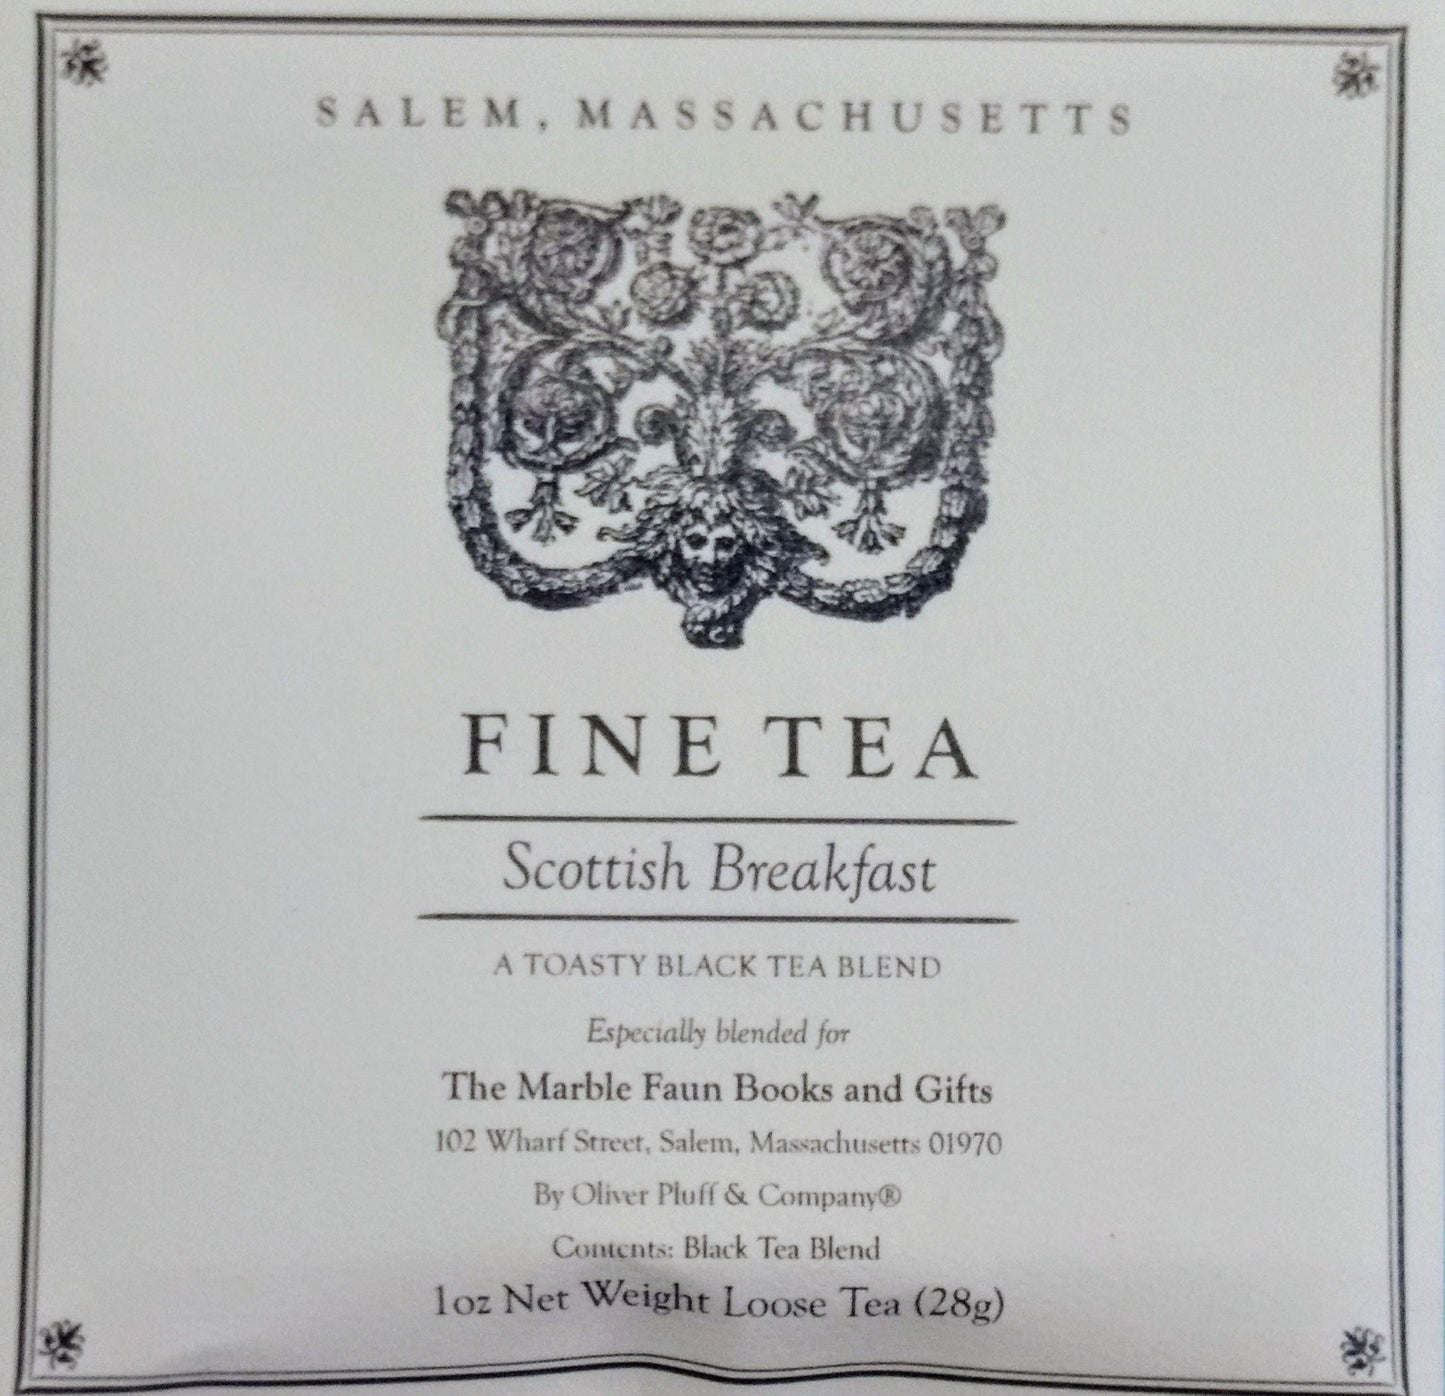 SALEM, MASSACHUSETTS
FINE TEA
Scottish Breakfast
A TOASTY BLACK TEA BLEND
Especially blended for
The Marble Faun Books and Gifts
102 Wharf Street, Salem, Massachusetts 01970
By Oliver Pluff & Company®
Contents: Black Tea Blend
1oz Net Weight Loose Tea (28g)